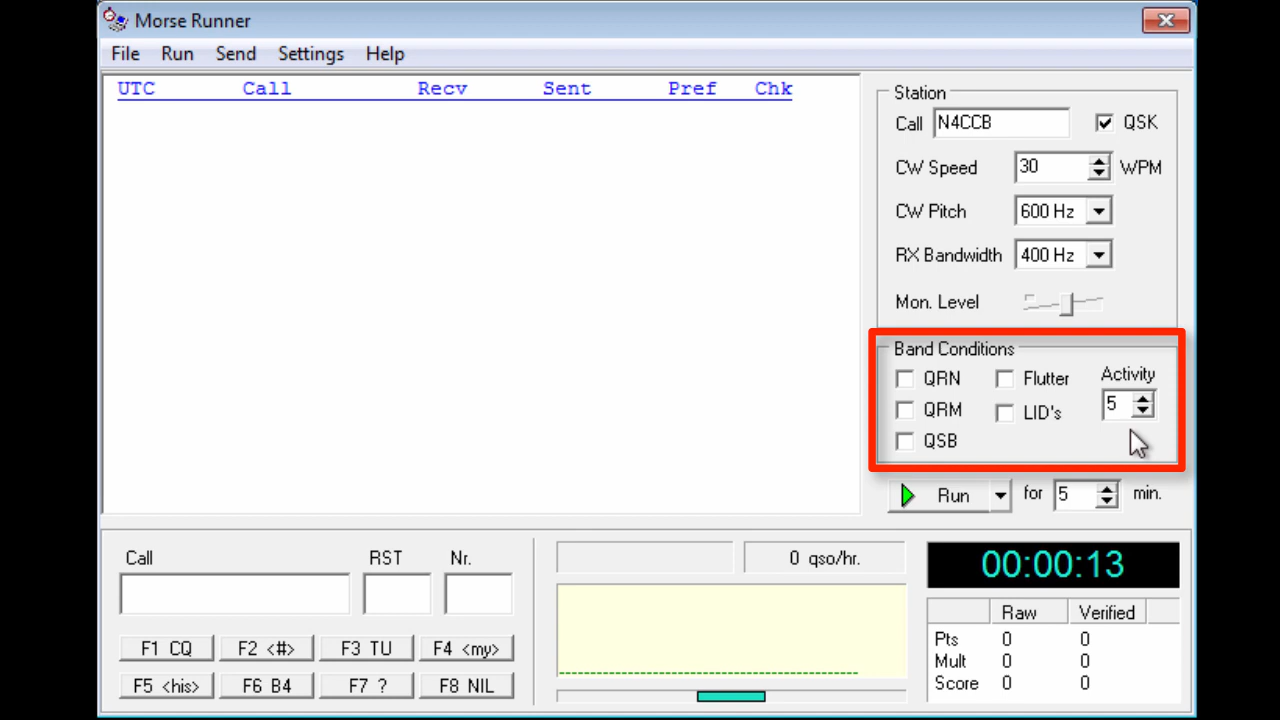 Morse Runner
File Run Send Settings Help
UTC Call Recv Sent Pref Chk
Station
Call N4CCB QSK
CW Speed 30 WPM
CW Pitch 600 Hz
RX Bandwidth 400 Hz
Mon. Level
Band Conditions
QRN Flutter Activity
QRM LID's 5
QSB
Run for 5 min.
Call RST Nr.
F1 CQ F2 <#> F3 TU F4 <my>
F5 <his> F6 B4 F7 ? F8 NIL
0 qso/hr.
00:00:13
Raw Verified
Pts 0 0
Mult 0 0
Score 0 0